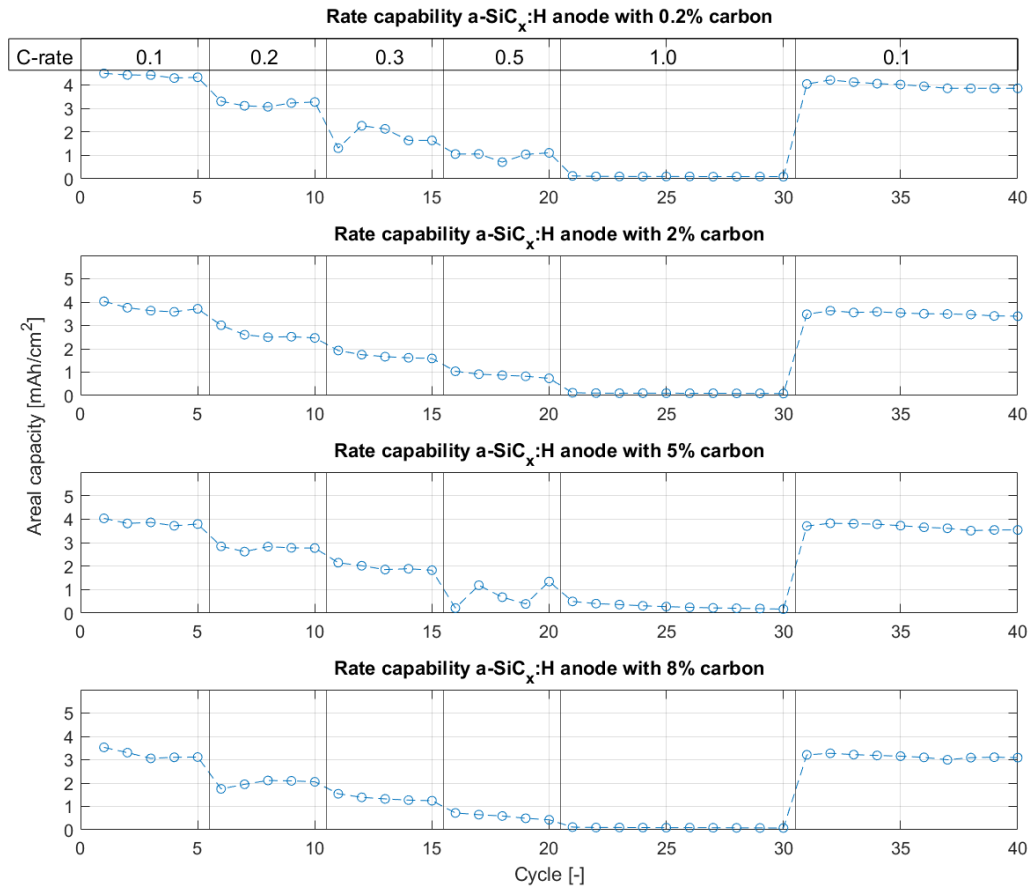 Rate capability a-SiCx:H anode with 0.2% carbon
C-rate 0.1 0.2 0.3 0.5 1.0 0.1
4
3
2
1
0
0 5 10 15 20 25 30 35 40
Rate capability a-SiCx:H anode with 2% carbon
5
4
3
2
1
0
0 5 10 15 20 25 30 35 40
Areal capacity [mAh/cm2]
Rate capability a-SiCx:H anode with 5% carbon
5
4
3
2
1
0
0 5 10 15 20 25 30 35 40
Rate capability a-SiCx:H anode with 8% carbon
5
4
3
2
1
0
0 5 10 15 20 25 30 35 40
Cycle [-]